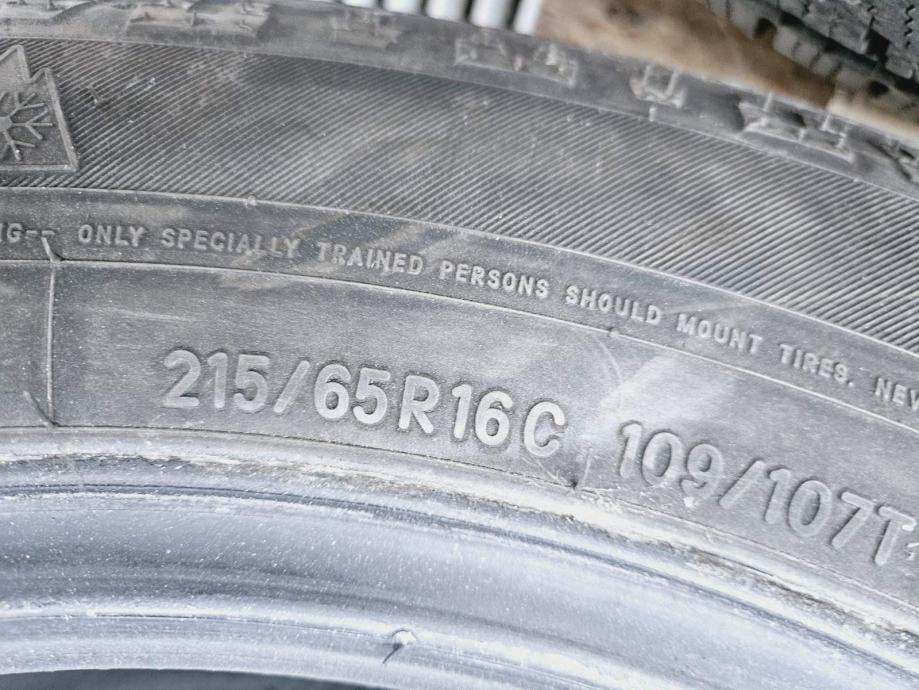 ONLY SPECIALLY TRAINED PERSONS SHOULD MOUNT TIRES.
215/65R16C 109/107T